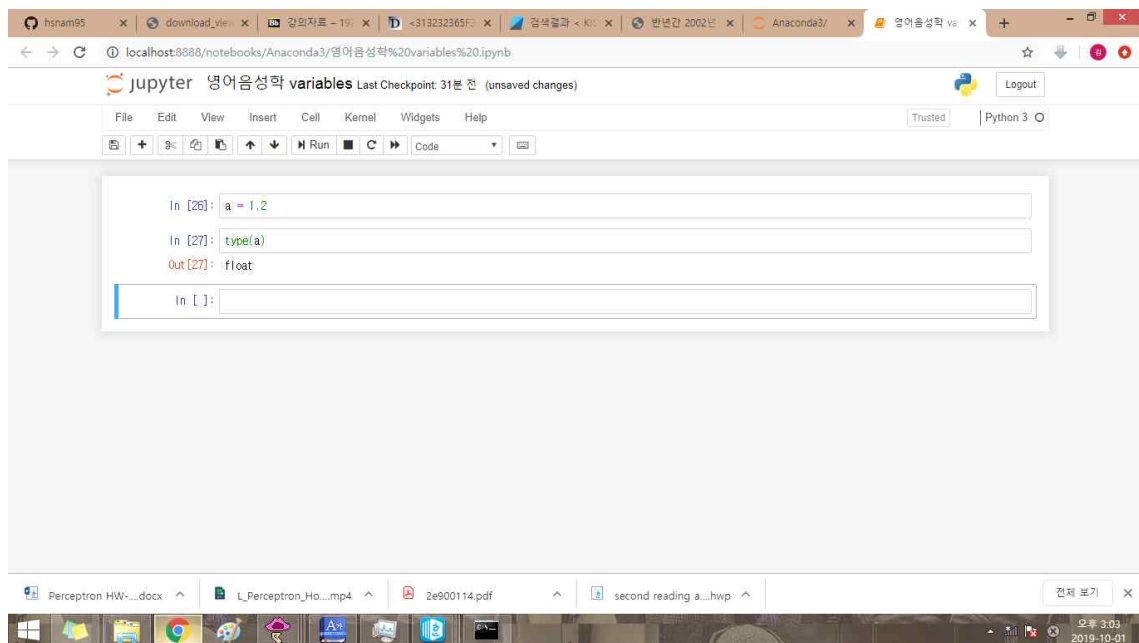 hsnam95
download_vie
강의자료 – 19
<313232365F
검색결과 < KI
반년간 2002년
Anaconda3/
영어음성학 va
localhost:8888/notebooks/Anaconda3/영어음성학%20variables%20.ipynb
jupyter 영어음성학 variables Last Checkpoint: 31분 전 (unsaved changes)
Logout
File Edit View Insert Cell Kernel Widgets Help
Trusted
Python 3
Run
Code
In [26]: a = 1.2
In [27]: type(a)
Out[27]: float
In [ ]:
Perceptron HW-....docx
L_Perceptron_Ho....mp4
2e900114.pdf
second reading a....hwp
전체 보기
오후 3:03
2019-10-01